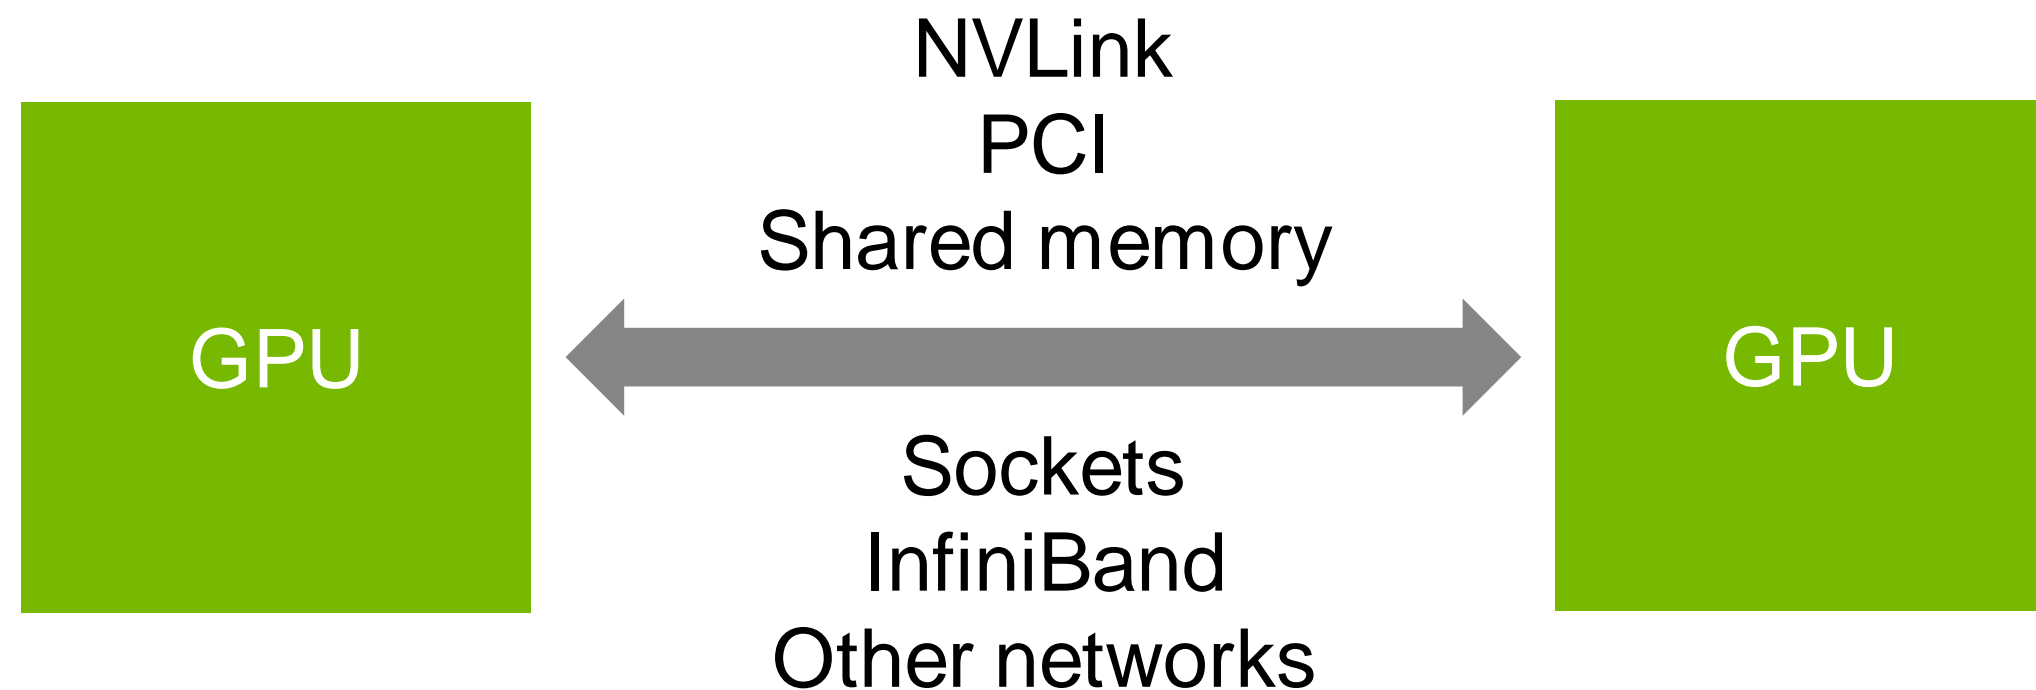 NVLink
PCI
Shared memory
GPU
GPU
Sockets
InfiniBand
Other networks